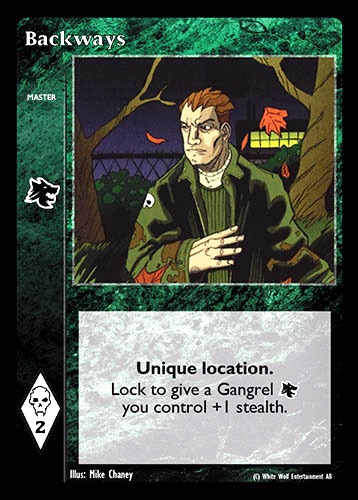 Backways
MASTER
Unique location.
Lock to give a Gangrel
you control +1 stealth.
2
Illus: Mike Chaney
(C) White Wolf Entertainment AB